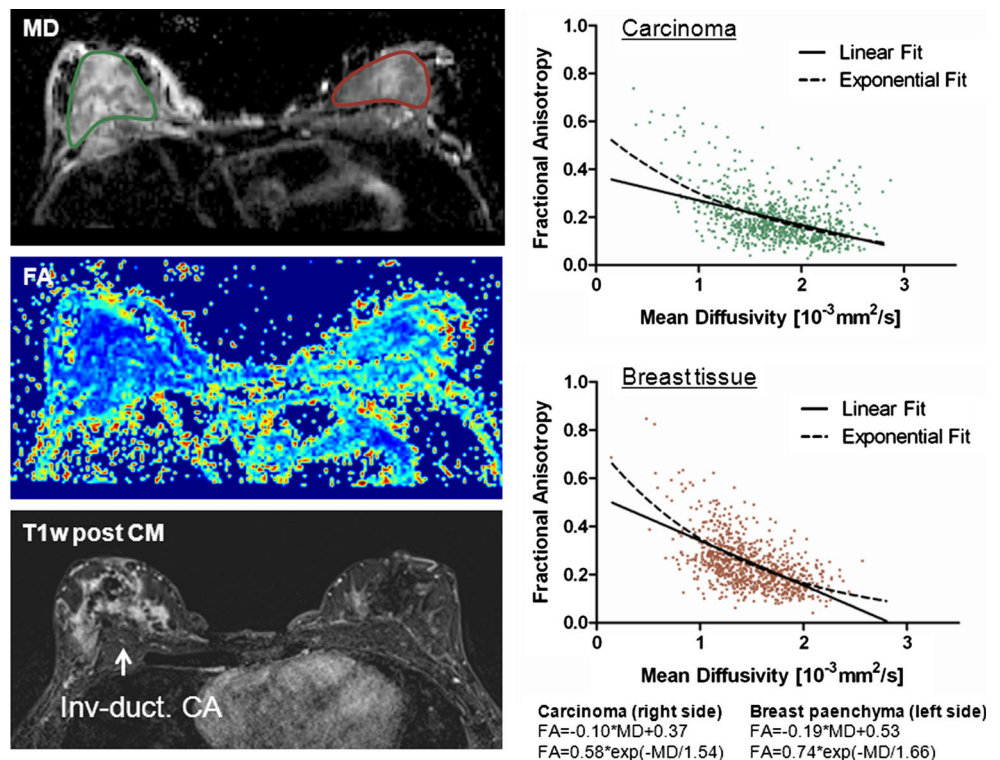 MD
FA
T1w post CM
Inv-duct. CA
Carcinoma
Linear Fit
Exponential Fit
Fractional Anisotropy
1.0
0.8
0.6
0.4
0.2
0.0
0
1
2
3
Mean Diffusivity [10⁻³mm²/s]
Breast tissue
Linear Fit
Exponential Fit
Fractional Anisotropy
1.0
0.8
0.6
0.4
0.2
0.0
0
1
2
3
Mean Diffusivity [10⁻³mm²/s]
Carcinoma (right side)
FA=-0.10*MD+0.37
FA=0.58*exp(-MD/1.54)
Breast paenchyma (left side)
FA=-0.19*MD+0.53
FA=0.74*exp(-MD/1.66)